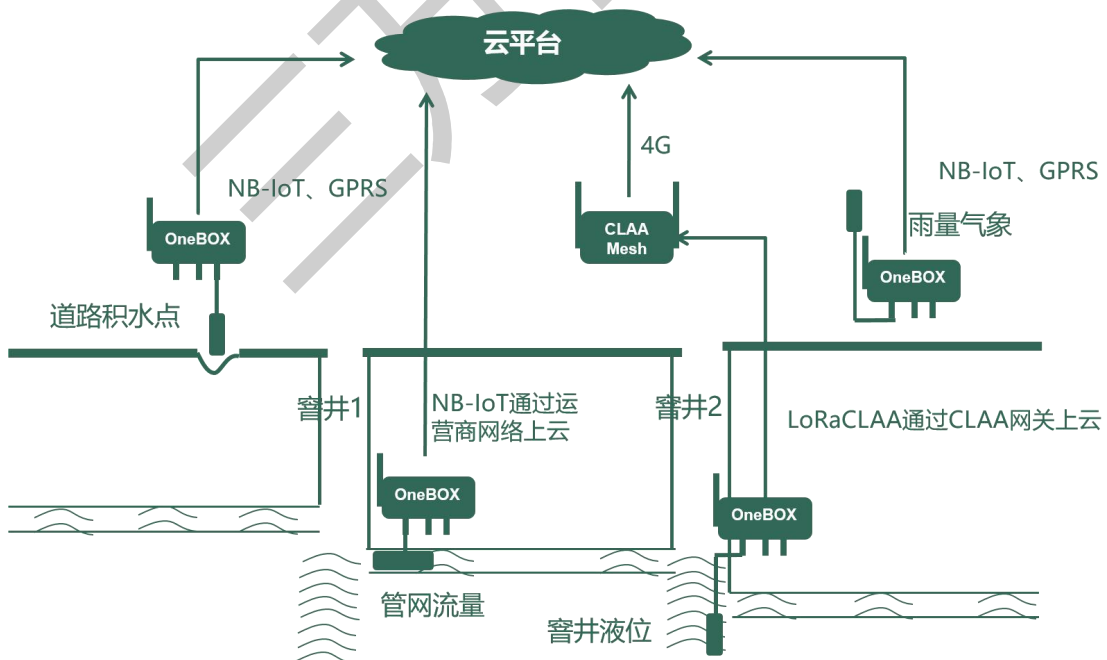 云平台
4G
NB-IoT、GPRS
NB-IoT、GPRS
OneBOX
CLAA
Mesh
雨量气象
OneBOX
道路积水点
窨井1
NB-IoT通过运
营商网络上云
窨井2
LoRaCLAA通过CLAA网关上云
OneBOX
OneBOX
管网流量
窨井液位